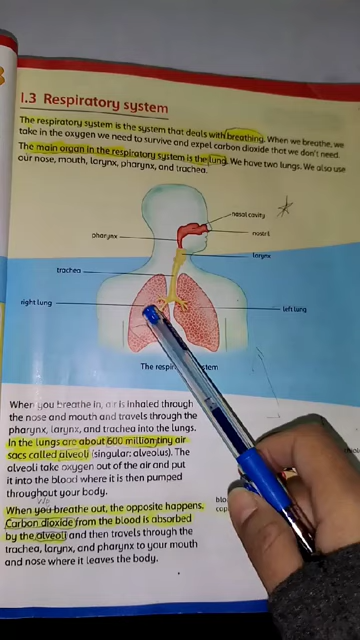 1.3 Respiratory system
The respiratory system is the system that deals with breathing. When we breathe, we
take in the oxygen we need to survive and expel carbon dioxide that we don't need.
The main organ in the respiratory system is the lung. We have two lungs. We also use
our nose, mouth, larynx, pharynx, and trachea.
nasal cavity
pharynx
nostril
larynx
trachea
right lung
left lung
The respi stem
When you breathe in, air is inhaled through
the nose and mouth and travels through the
pharynx, larynx, and trachea into the lungs.
In the lungs are about 600 million tiny air
sacs called alveoli (singular: alveolus). The
alveoli take oxygen out of the air and put
it into the blood where it is then pumped
throughout your body.
When you breathe out, the opposite happens.
Carbon dioxide from the blood is absorbed
by the alveoli and then travels through the
trachea, larynx, and pharynx to your mouth
and nose where it leaves the body.